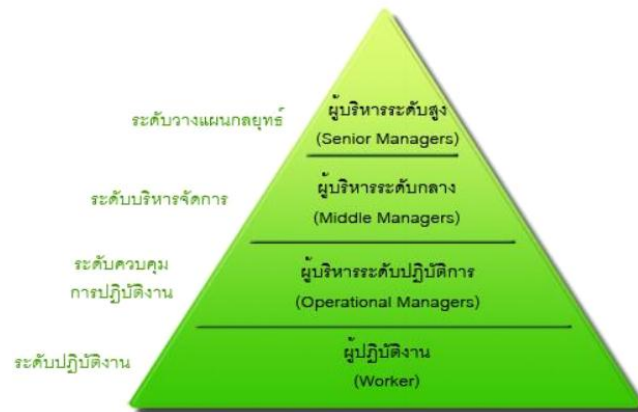 ระดับวางแผนกลยุทธ์
ผู้บริหารระดับสูง
(Senior Managers)
ระดับบริหารจัดการ
ผู้บริหารระดับกลาง
(Middle Managers)
ระดับควบคุม
การปฏิบัติงาน
ผู้บริหารระดับปฏิบัติการ
(Operational Managers)
ระดับปฏิบัติงาน
ผู้ปฏิบัติงาน
(Worker)